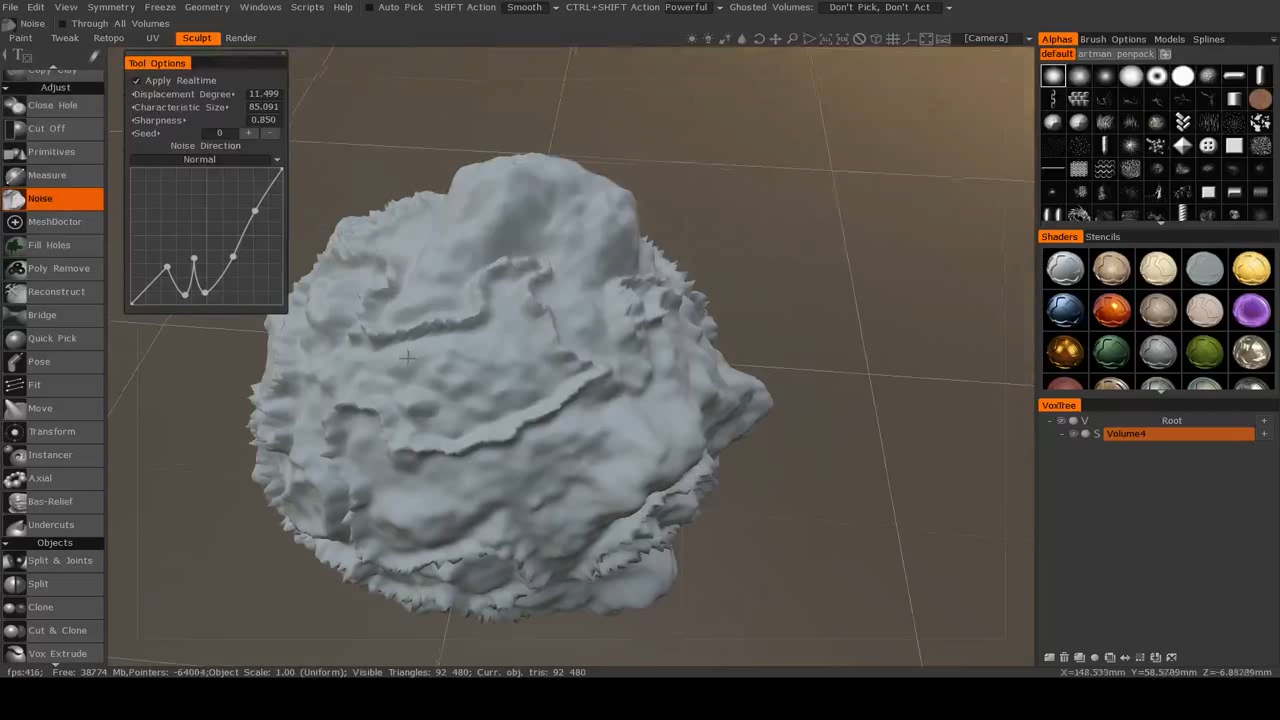 File Edit View Symmetry Freeze Geometry Windows Scripts Help Auto Pick SHIFT Action Smooth CTRL+SHIFT Action Powerful Ghosted Volumes: Don't Pick, Don't Act
Noise Through All Volumes
Paint Tweak Retopo UV Sculpt Render [Camera]
Alphas Brush Options Models Splines
default artman penpack
Copy Clay
Adjust
Close Hole
Cut Off
Primitives
Measure
Noise
MeshDoctor
Fill Holes
Poly Remove
Reconstruct
Bridge
Quick Pick
Pose
Fit
Move
Transform
Instancer
Axial
Bas-Relief
Undercuts
Objects
Split & Joints
Split
Clone
Cut & Clone
Vox Extrude
Tool Options
Apply Realtime
Displacement Degree 11.499
Characteristic Size 85.091
Sharpness 0.850
Seed 0 + -
Noise Direction
Normal
Shaders Stencils
VoxTree
V Root +
S Volume4 +
fps:416; Free: 38774 Mb,Pointers: -64004;Object Scale: 1.00 (Uniform); Visible Triangles: 92 480; Curr. obj. tris: 92 480